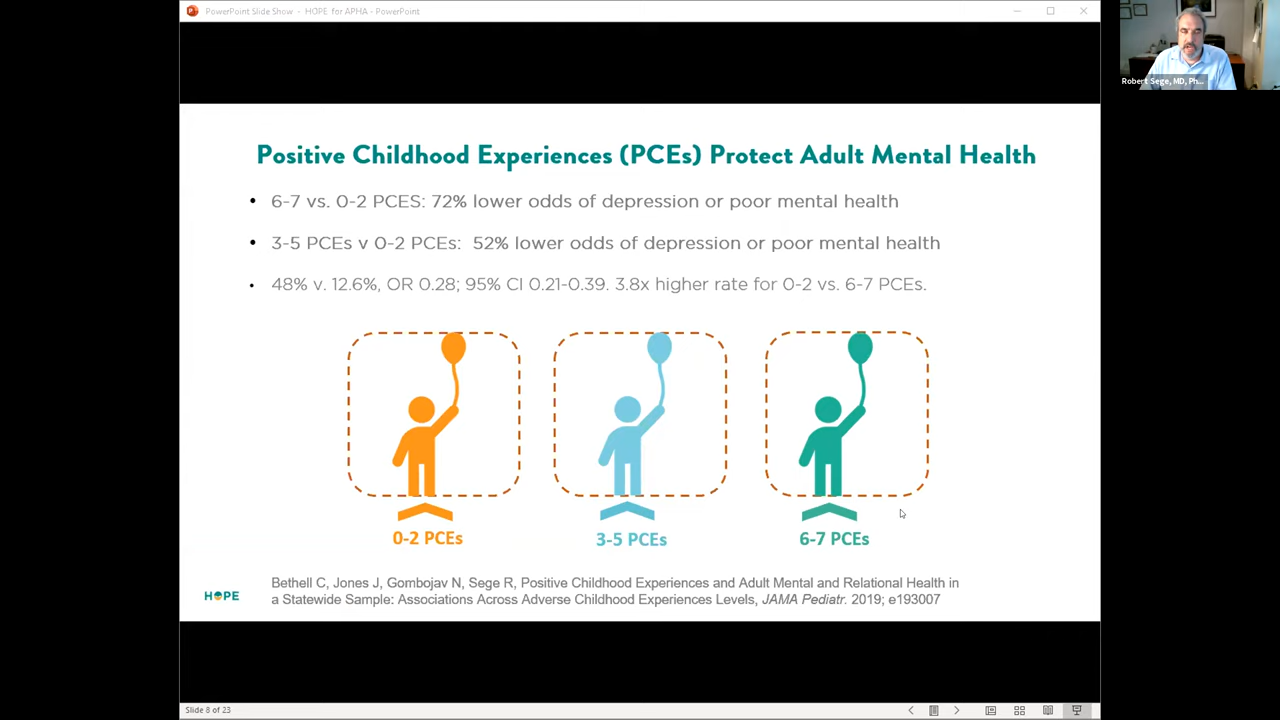 PowerPoint Slide Show - HOPE for APHA - PowerPoint
Robert Sege, MD, Ph...
Positive Childhood Experiences (PCEs) Protect Adult Mental Health
• 6-7 vs. 0-2 PCES: 72% lower odds of depression or poor mental health
• 3-5 PCEs v 0-2 PCEs: 52% lower odds of depression or poor mental health
• 48% v. 12.6%, OR 0.28; 95% CI 0.21-0.39. 3.8x higher rate for 0-2 vs. 6-7 PCEs.
0-2 PCEs
3-5 PCEs
6-7 PCEs
Bethell C, Jones J, Gombojav N, Sege R, Positive Childhood Experiences and Adult Mental and Relational Health in
a Statewide Sample: Associations Across Adverse Childhood Experiences Levels, JAMA Pediatr. 2019; e193007
HOPE
Slide 8 of 23